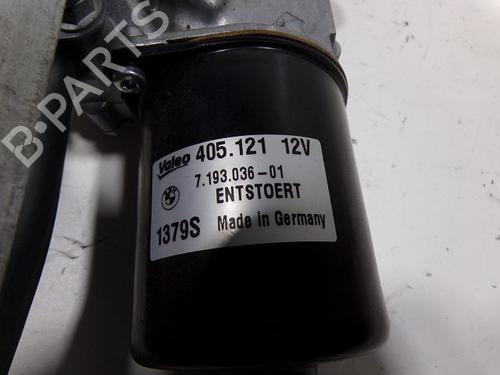 B-PARTS
Valeo 405.121 12V
7.193.036-01
ENTSTOERT
1379S Made in Germany